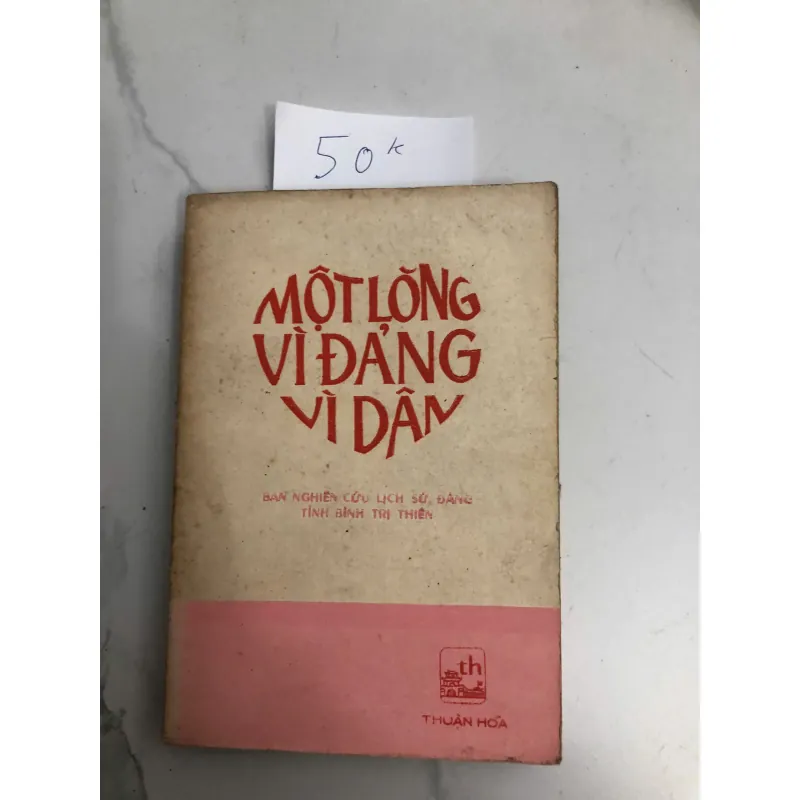 50k
MỘT LÒNG
VÌ ĐẢNG
VÌ DÂN
BAN NGHIÊN CỨU LỊCH SỬ ĐẢNG
TỈNH BÌNH TRỊ THIÊN
th
THUẬN HÓA